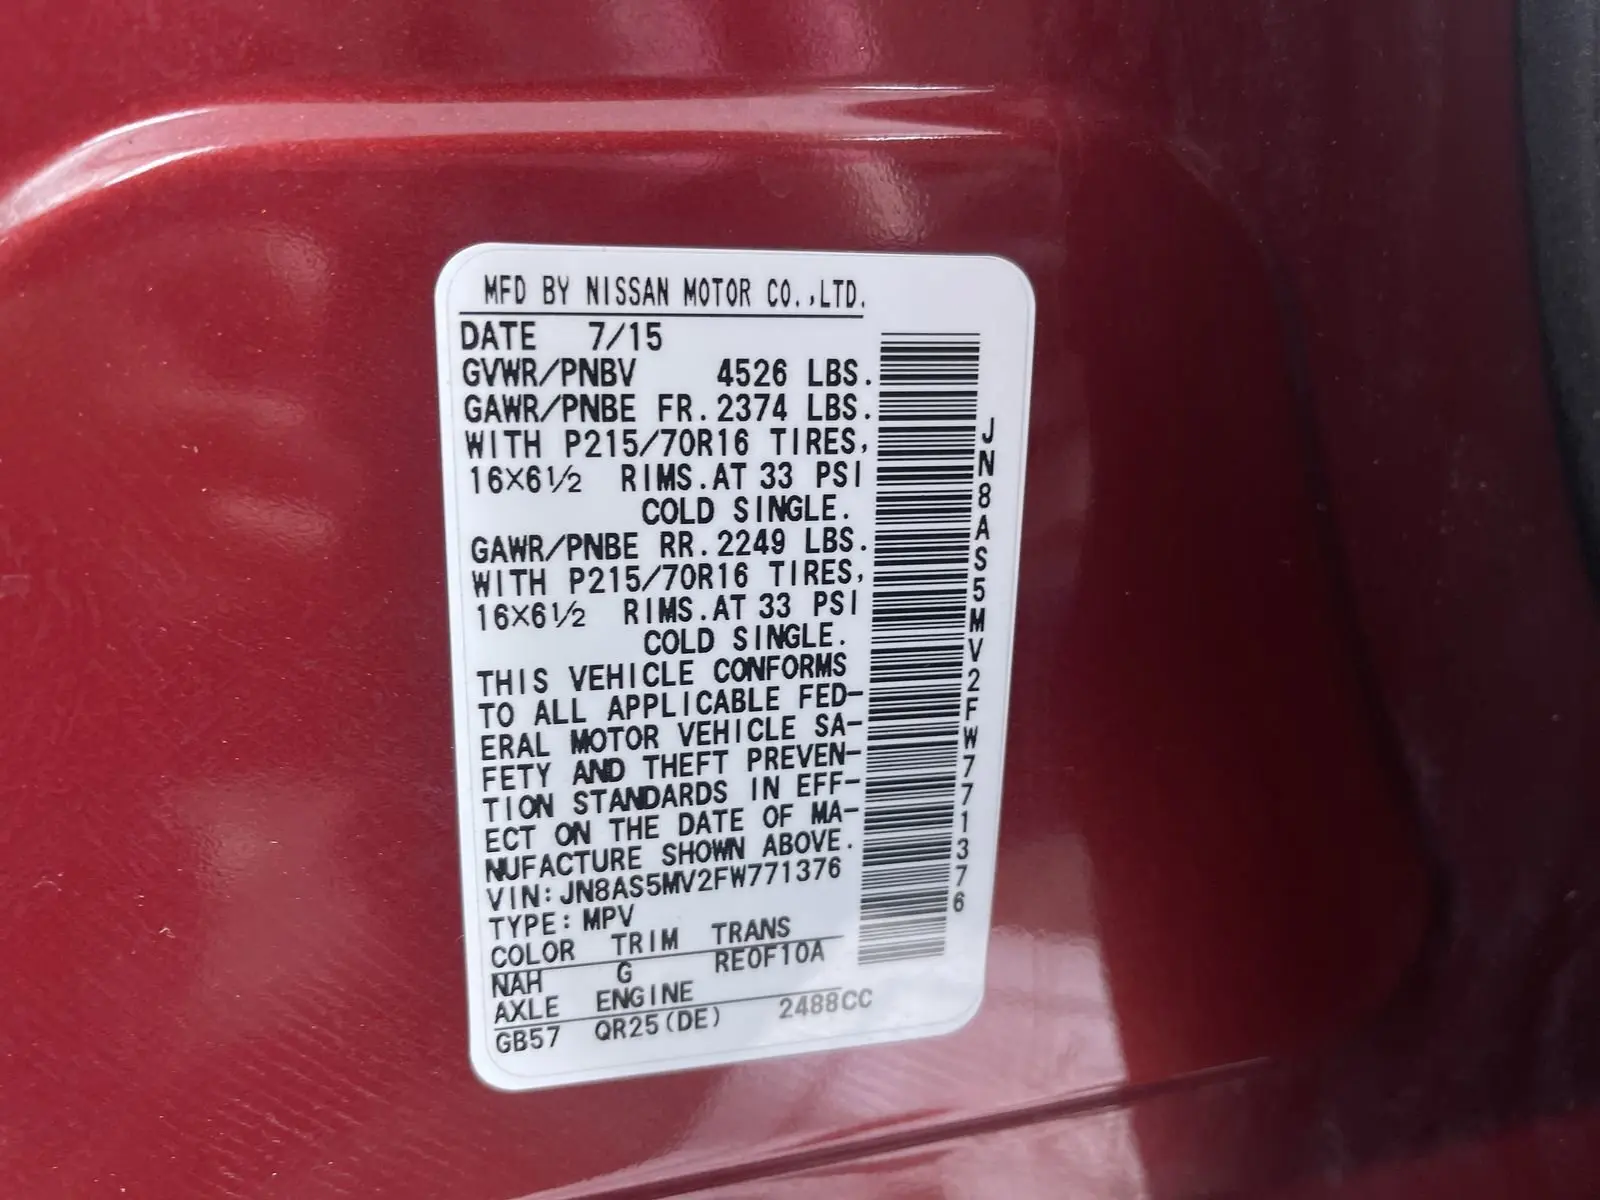 MFD BY NISSAN MOTOR CO.,LTD.
DATE 7/15
GVWR/PNBV 4526 LBS.
GAWR/PNBE FR. 2374 LBS.
WITH P215/70R16 TIRES,
16×6½ RIMS. AT 33 PSI
COLD SINGLE.
GAWR/PNBE RR. 2249 LBS.
WITH P215/70R16 TIRES,
16×6½ RIMS. AT 33 PSI
COLD SINGLE.
THIS VEHICLE CONFORMS
TO ALL APPLICABLE FED-
ERAL MOTOR VEHICLE SA-
FETY AND THEFT PREVEN-
TION STANDARDS IN EFF-
ECT ON THE DATE OF MA-
NUFACTURE SHOWN ABOVE.
VIN: JN8AS5MV2FW771376
TYPE: MPV
COLOR TRIM TRANS
NAH G RE0F10A
AXLE ENGINE
GB57 QR25(DE) 2488CC
JN8AS5MV2FW771376